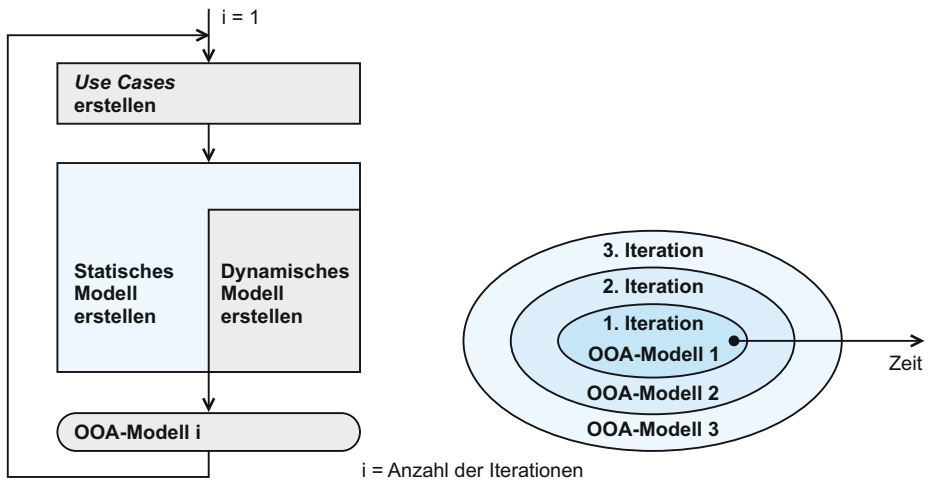 i = 1
Use Cases
erstellen
Statisches
Modell
erstellen
Dynamisches
Modell
erstellen
OOA-Modell i
3. Iteration
2. Iteration
1. Iteration
OOA-Modell 1
OOA-Modell 2
OOA-Modell 3
Zeit
i = Anzahl der Iterationen